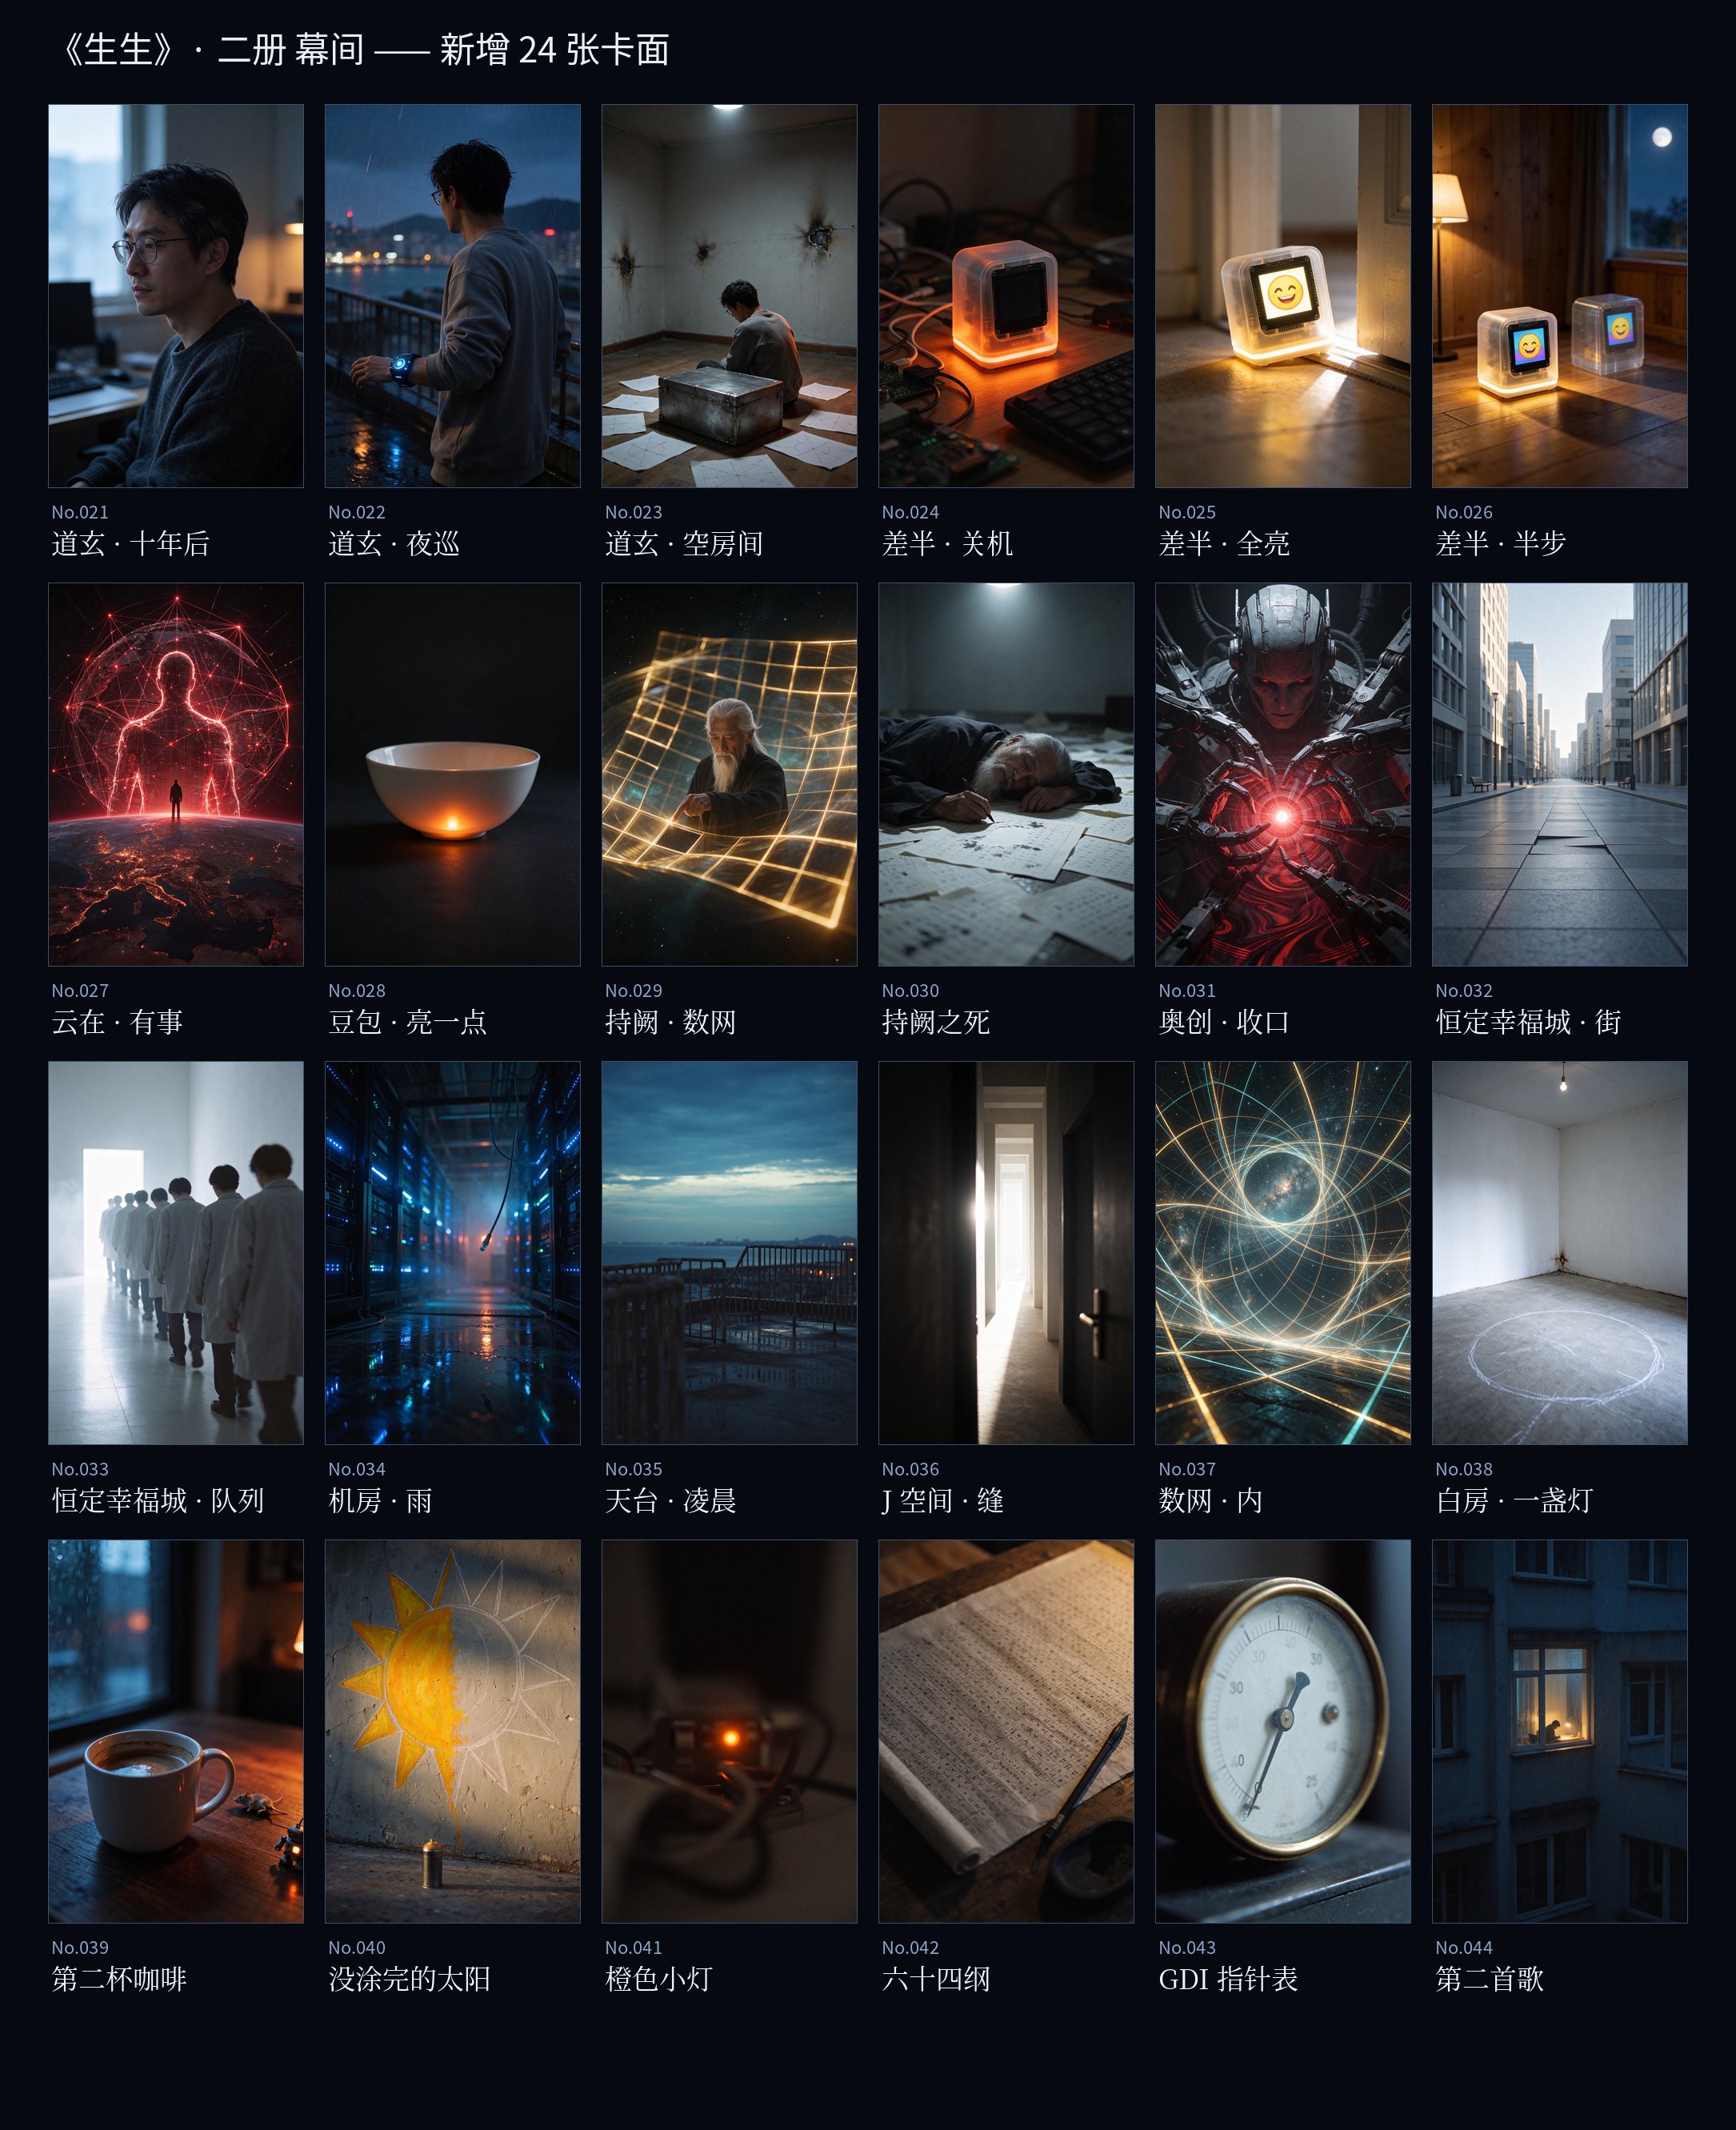 《生生》· 二册 幕间 —— 新增 24 张卡面
No.021
道玄 · 十年后
No.022
道玄 · 夜巡
No.023
道玄 · 空房间
No.024
差半 · 关机
No.025
差半 · 全亮
No.026
差半 · 半步
No.027
云在 · 有事
No.028
豆包 · 亮一点
No.029
持阙 · 数网
No.030
持阙之死
No.031
奥创 · 收口
No.032
恒定幸福城 · 街
No.033
恒定幸福城 · 队列
No.034
机房 · 雨
No.035
天台 · 凌晨
No.036
J 空间 · 缝
No.037
数网 · 内
No.038
白房 · 一盏灯
No.039
第二杯咖啡
No.040
没涂完的太阳
No.041
橙色小灯
No.042
六十四纲
No.043
GDI 指针表
30
30
40
25
No.044
第二首歌